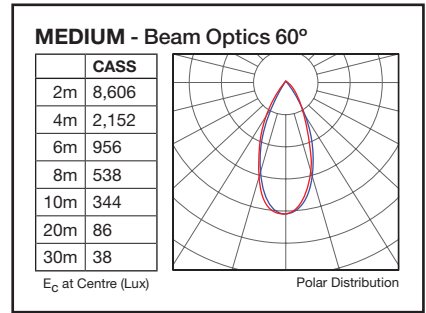 MEDIUM - Beam Optics 60º
CASS
2m 8,606
4m 2,152
6m 956
8m 538
10m 344
20m 86
30m 38
EC at Centre (Lux) Polar Distribution